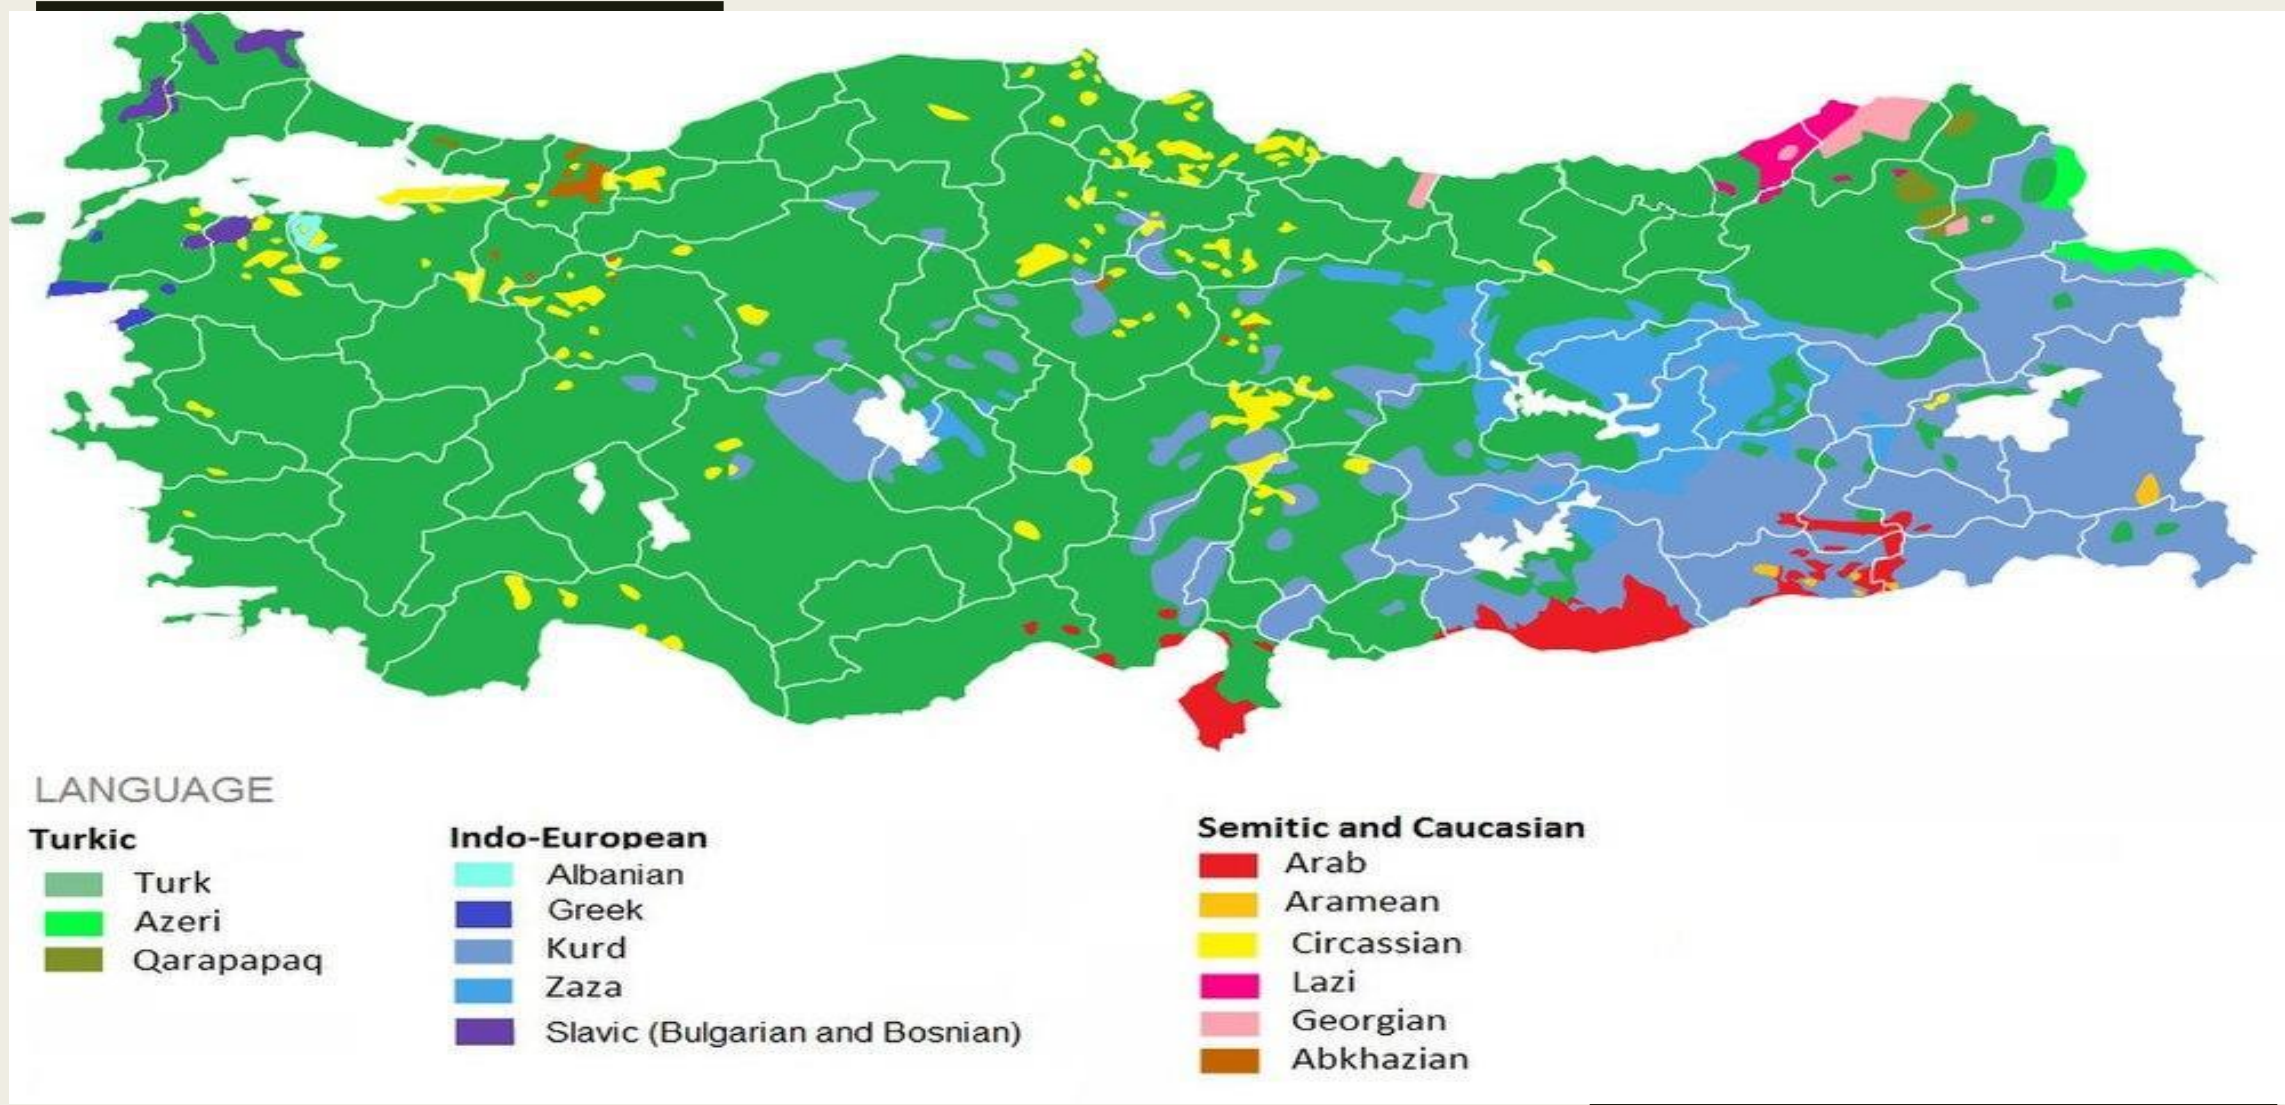 LANGUAGE
Turkic
Turk
Azeri
Qarapapaq
Indo-European
Albanian
Greek
Kurd
Zaza
Slavic (Bulgarian and Bosnian)
Semitic and Caucasian
Arab
Aramean
Circassian
Lazi
Georgian
Abkhazian